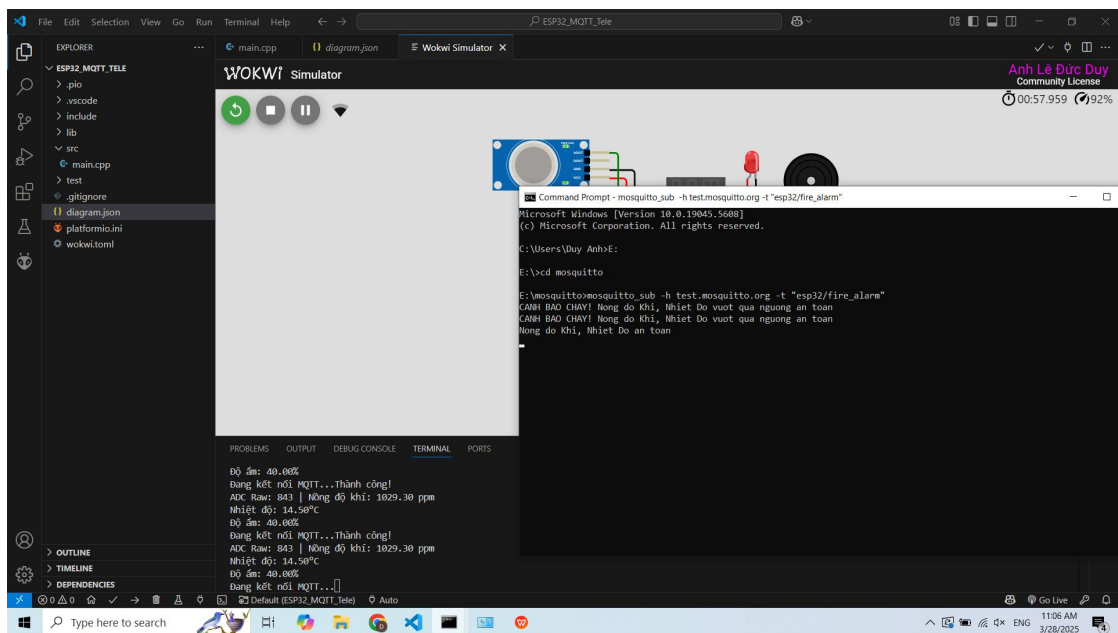 File Edit Selection View Go Run Terminal Help
ESP32_MQTT_Tele
EXPLORER
main.cpp
diagram.json
Wokwi Simulator
ESP32_MQTT_TELE
.pio
.vscode
include
lib
src
main.cpp
test
.gitignore
diagram.json
platformio.ini
wokwi.toml
OUTLINE
TIMELINE
DEPENDENCIES
WOKWI Simulator
Anh Lê Đức Duy
Community License
00:57.959 92%
Command Prompt - mosquitto_sub -h test.mosquitto.org -t "esp32/fire_alarm"
Microsoft Windows [Version 10.0.19045.5608]
(c) Microsoft Corporation. All rights reserved.
C:\Users\Duy Anh>E:
E:\>cd mosquitto
E:\mosquitto>mosquitto_sub -h test.mosquitto.org -t "esp32/fire_alarm"
CANH BAO CHAY! Nong do Khi, Nhiet Do vuot qua nguong an toan
CANH BAO CHAY! Nong do Khi, Nhiet Do vuot qua nguong an toan
Nong do Khi, Nhiet Do an toan
PROBLEMS OUTPUT DEBUG CONSOLE TERMINAL PORTS
Độ ẩm: 40.00%
Đang kết nối MQTT...Thành công!
ADC Raw: 843 | Nồng độ khí: 1029.30 ppm
Nhiệt độ: 14.50°C
Độ ẩm: 40.00%
Đang kết nối MQTT...Thành công!
ADC Raw: 843 | Nồng độ khí: 1029.30 ppm
Nhiệt độ: 14.50°C
Độ ẩm: 40.00%
Đang kết nối MQTT...
0 0 0 Default (ESP32_MQTT_Tele) Auto Go Live
Type here to search
ENG
11:06 AM
3/28/2025